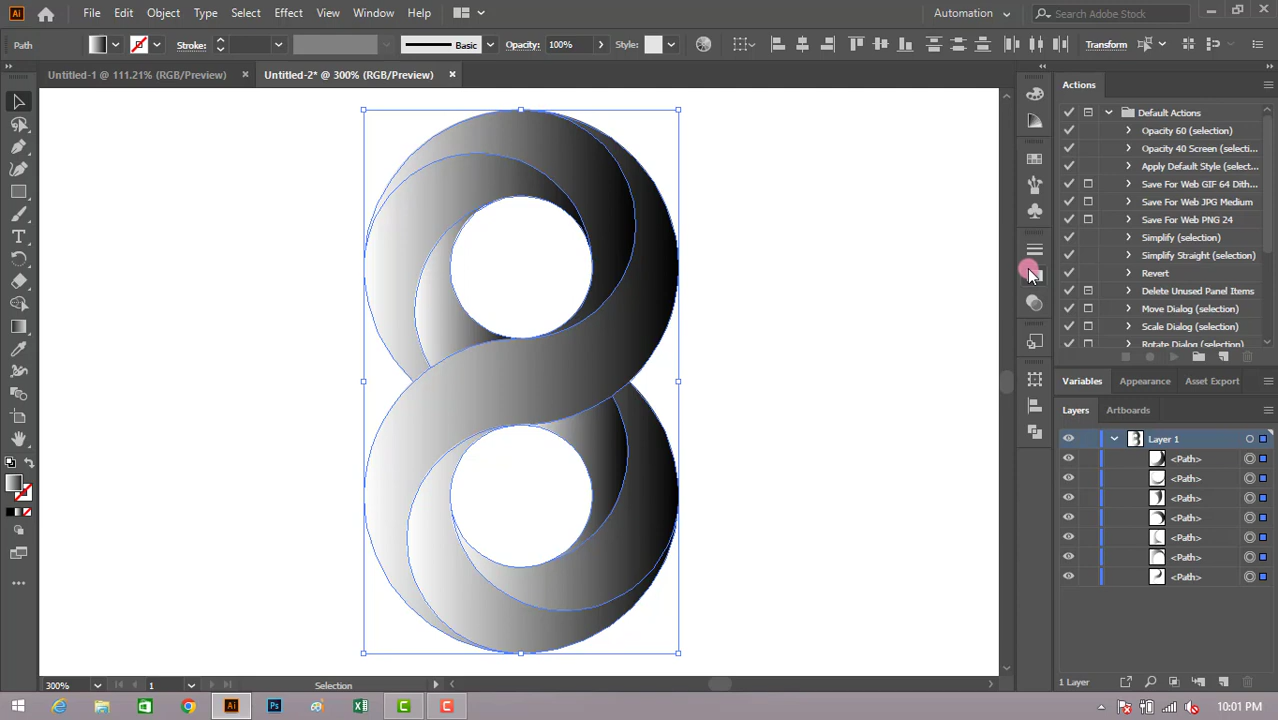 Ai File Edit Object Type Select Effect View Window Help Automation Search Adobe Stock
Path Stroke: Basic Opacity: 100% Style: Transform
Untitled-1 @ 111.21% (RGB/Preview) × Untitled-2* @ 300% (RGB/Preview) ×
Actions
Default Actions
Opacity 60 (selection)
Opacity 40 Screen (selecti...
Apply Default Style (select...
Save For Web GIF 64 Dith...
Save For Web JPG Medium
Save For Web PNG 24
Simplify (selection)
Simplify Straight (selection)
Revert
Delete Unused Panel Items
Move Dialog (selection)
Scale Dialog (selection)
Rotate Dialog (selection)
Variables Appearance Asset Export
Layers Artboards
Layer 1
<Path>
<Path>
<Path>
<Path>
<Path>
<Path>
<Path>
300% 1 Selection 1 Layer
Ai Ps 10:01 PM